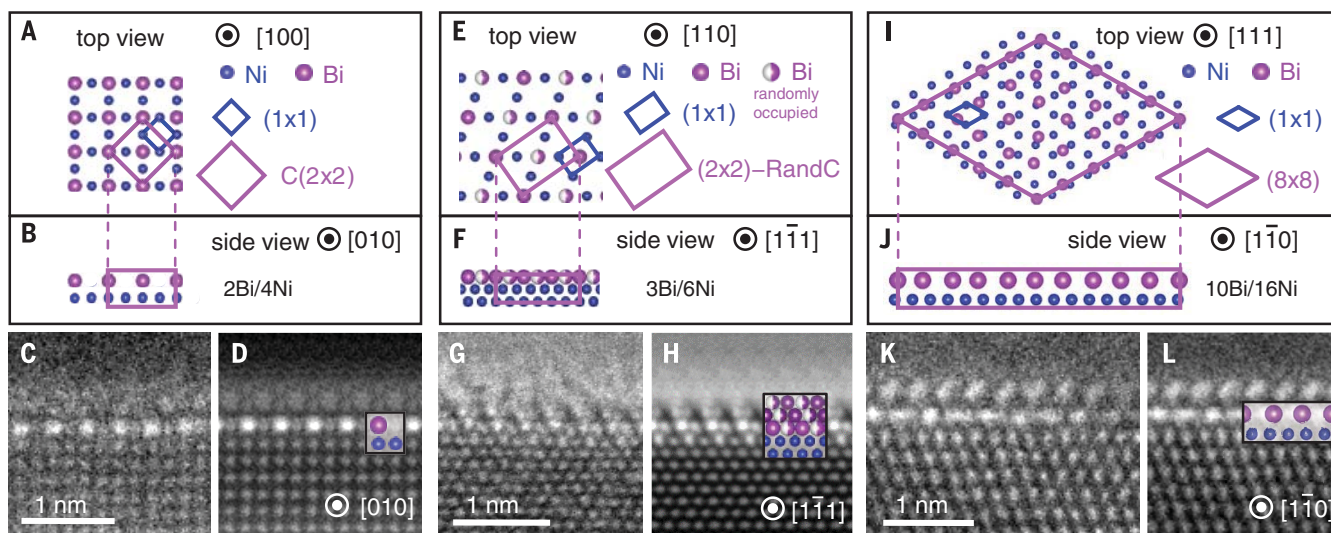 A
top view
[100]
Ni
Bi
(1x1)
C(2x2)
B
side view
[010]
2Bi/4Ni
C
1 nm
D
[010]
E
top view
[110]
Ni
Bi
Bi
randomly
occupied
(1x1)
(2x2)–RandC
F
side view
[11̅1]
3Bi/6Ni
G
1 nm
H
[11̅1]
I
top view
[111]
Ni
Bi
(1x1)
(8x8)
J
side view
[11̅0]
10Bi/16Ni
K
1 nm
L
[11̅0]